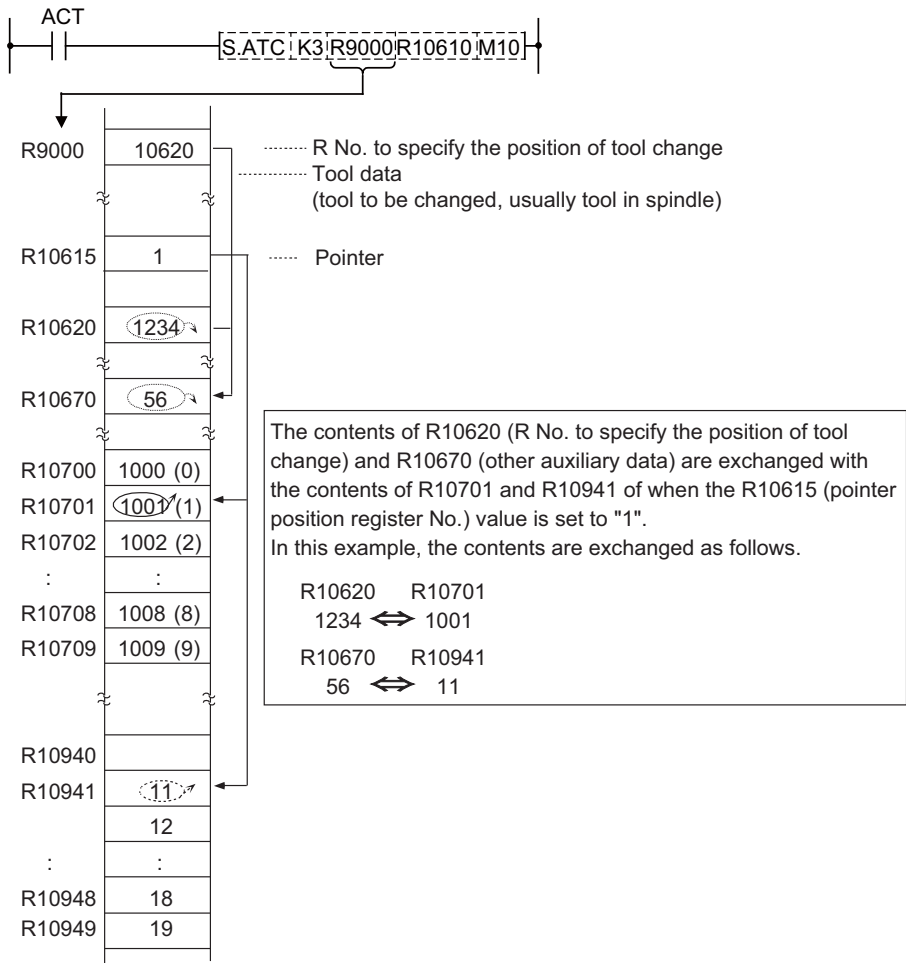 ACT
S.ATC K3 R9000 R10610 M10
R9000 10620 R No. to specify the position of tool change
Tool data
(tool to be changed, usually tool in spindle)
R10615 1 Pointer
R10620 1234
R10670 56
R10700 1000 (0)
R10701 1001 (1)
R10702 1002 (2)
: :
R10708 1008 (8)
R10709 1009 (9)
The contents of R10620 (R No. to specify the position of tool
change) and R10670 (other auxiliary data) are exchanged with
the contents of R10701 and R10941 of when the R10615 (pointer
position register No.) value is set to "1".
In this example, the contents are exchanged as follows.
R10620 R10701
1234 ⇔ 1001
R10670 R10941
56 ⇔ 11
R10940
R10941 11
12
: :
R10948 18
R10949 19